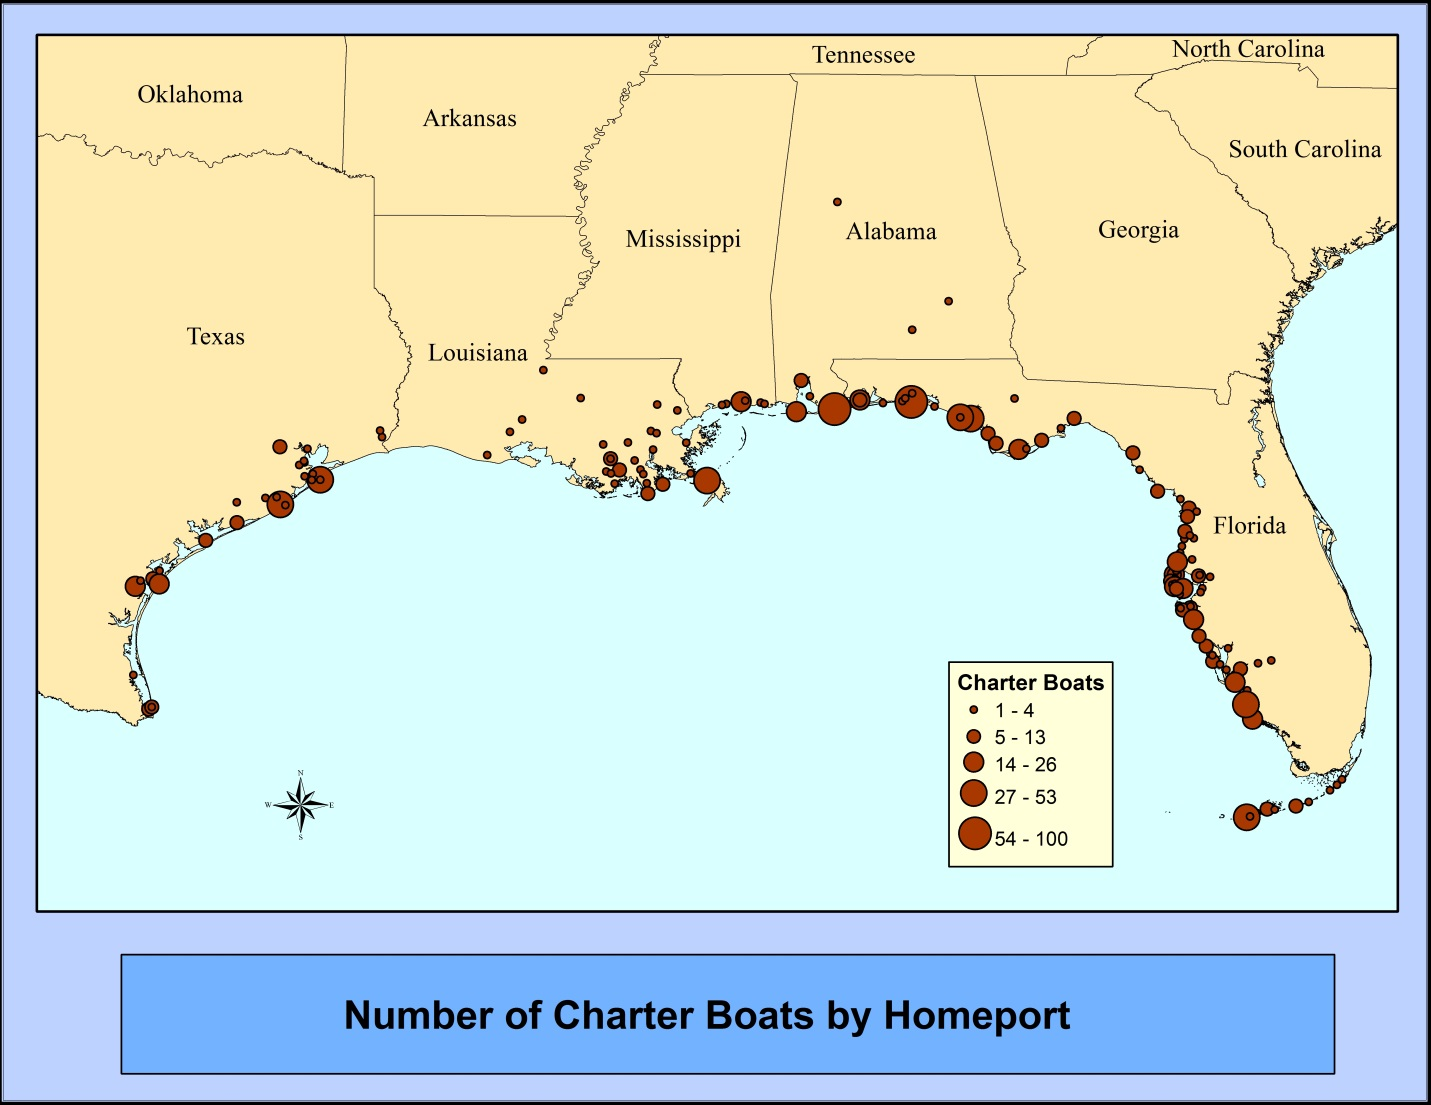 Tennessee
North Carolina
Oklahoma
Arkansas
South Carolina
Mississippi
Alabama
Georgia
Texas
Louisiana
Florida
Charter Boats
1 - 4
5 - 13
14 - 26
27 - 53
54 - 100
N
W
E
S
Number of Charter Boats by Homeport